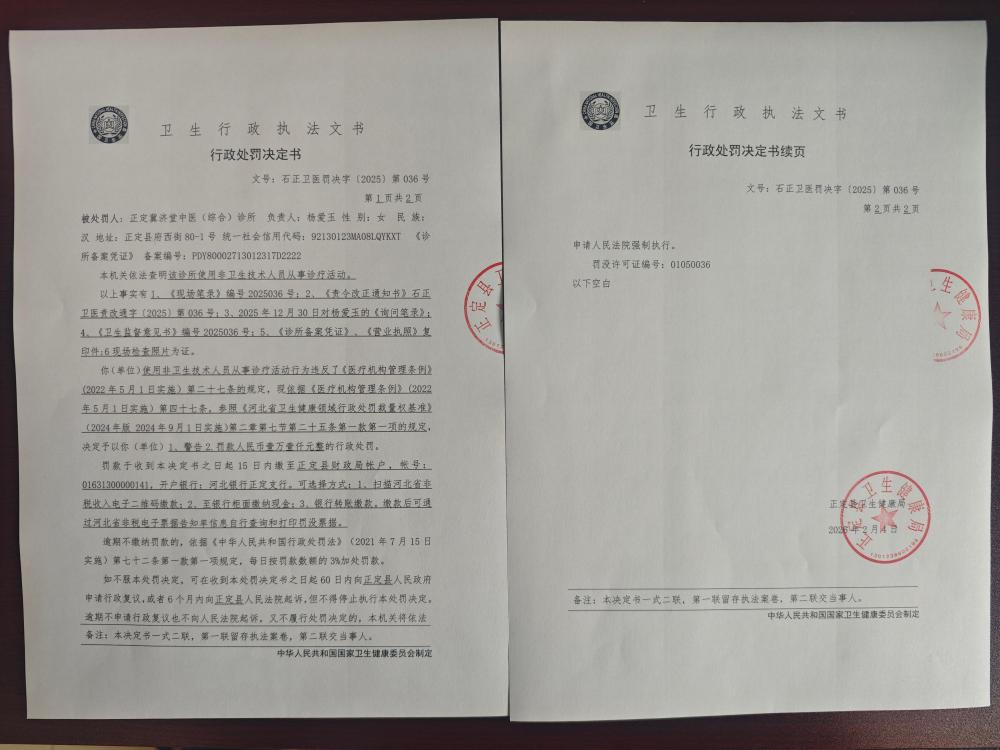 卫生行政执法文书
行政处罚决定书
文号：石正卫医罚决字〔2025〕第036号
第1页共2页
被处罚人：正定冀济堂中医（综合）诊所 负责人：杨爱玉 性 别：女 民 族：
汉 地址：正定县府西街80-1号 统一社会信用代码：92130123MA08LQYKXT 《诊
所备案凭证》 备案编号：PDY80002713012317D2222
本机关依法查明该诊所使用非卫生技术人员从事诊疗活动。
以上事实有1、《现场笔录》编号2025036号；2、《责令改正通知书》石正
卫医责改通字〔2025〕第036号；3、2025年12月30日对杨爱玉的《询问笔录》；
4、《卫生监督意见书》编号2025036号；5、《诊所备案凭证》、《营业执照》复
印件；6现场检查照片为证。
你（单位）使用非卫生技术人员从事诊疗活动行为违反了《医疗机构管理条例》
(2022年5月1日实施）第二十七条的规定，现依据《医疗机构管理条例》(2022
年5月1日实施）第四十七条，参照《河北省卫生健康领域行政处罚裁量权基准》
（2024年版 2024年9月1日实施）第二章第七节第二十五条第一款第一项的规定，
决定予以你（单位）1、警告2.罚款人民币壹万壹仟元整的行政处罚。
罚款于收到本决定书之日起15日内缴至正定县财政局帐户，帐号：
01631300000141，开户银行：河北银行正定支行。可选择方式：1、扫描河北省非
税收入电子二维码缴款；2、至银行柜面缴纳现金；3、银行转账缴款。缴款后可通
过河北省非税电子票据告知单信息自行查询和打印罚没票据。
逾期不缴纳罚款的，依据《中华人民共和国行政处罚法》（2021年7月15日
实施）第七十二条第一款第一项规定，每日按罚款数额的3%加处罚款。
如不服本处罚决定，可在收到本处罚决定书之日起60日内向正定县人民政府
申请行政复议，或者6个月内向正定县人民法院起诉，但不得停止执行本处罚决定。
逾期不申请行政复议也不向人民法院起诉，又不履行处罚决定的，本机关将依法
备注：本决定书一式二联，第一联留存执法案卷，第二联交当事人。
中华人民共和国国家卫生健康委员会制定
正定县卫
卫生行政执法文书
行政处罚决定书续页
文号：石正卫医罚决字〔2025〕第036号
第2页共2页
申请人民法院强制执行。
罚没许可证编号：01050036
以下空白
卫生健康局
正定县卫生健康局
2026年2月4日
正定县卫生健康局
备注：本决定书一式二联，第一联留存执法案卷，第二联交当事人。
中华人民共和国国家卫生健康委员会制定